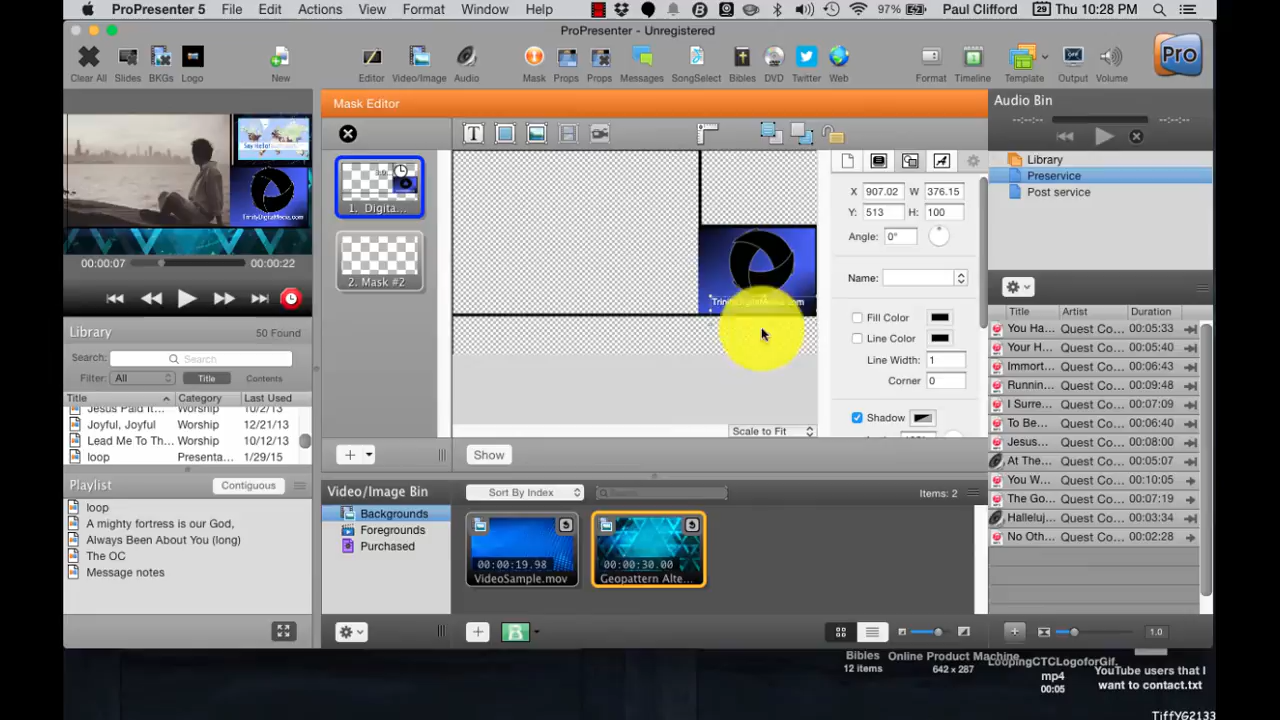 ProPresenter 5 File Edit Actions View Format Window Help 97% Paul Clifford 29 Thu 10:28 PM
ProPresenter - Unregistered
Clear All Slides BKGs Logo New Editor Video/Image Audio Mask Props Props Messages SongSelect Bibles DVD Twitter Web Format Timeline Template Output Volume Pro
Mask Editor
Audio Bin
--:--:-- --:--:--
Library
Preservice
Post service
TrinityDigitalMedia.com
00:00:07 00:00:22
1. Digita...
2. Mask #2
TrinityDigitalMedia.com
X 907.02 W 376.15
Y: 513 H: 100
Angle: 0°
Name:
Fill Color
Line Color
Line Width: 1
Corner 0
Shadow
Scale to Fit
Show
Library 50 Found
Search: Search
Filter: All Title Contents
Title Category Last Used
Jesus Paid It... Worship 10/2/13
Joyful, Joyful Worship 12/21/13
Lead Me To Th... Worship 10/12/13
loop Presenta... 1/29/15
Playlist Contiguous
loop
A mighty fortress is our God,
Always Been About You (long)
The OC
Message notes
Video/Image Bin Sort By Index Search Items: 2
Backgrounds
Foregrounds
Purchased
00:00:19.98
VideoSample.mov
00:00:30.00
Geopattern Alte...
Title Artist Duration
You Ha... Quest Co... 00:05:33
Your H... Quest Co... 00:05:40
Immort... Quest Co... 00:06:43
Runnin... Quest Co... 00:09:48
I Surre... Quest Co... 00:07:09
To Be... Quest Co... 00:06:40
Jesus... Quest Co... 00:08:00
At The... Quest Co... 00:05:07
You W... Quest Co... 00:10:05
The Go... Quest Co... 00:07:19
Halleluj... Quest Co... 00:03:34
No Oth... Quest Co... 00:02:28
1.0
Bibles
12 items
Online Product Machine
642 x 287
LoopingCTCLogoforGif.
mp4
00:05
YouTube users that I
want to contact.txt
TiffyG2133